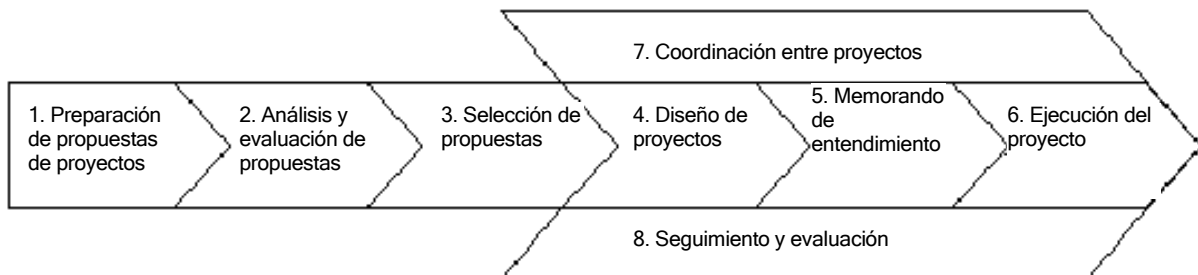 7. Coordinación entre proyectos
1. Preparación
de propuestas
de proyectos
2. Análisis y
evaluación de
propuestas
3. Selección de
propuestas
4. Diseño de
proyectos
5. Memorando
de
entendimiento
6. Ejecución del
proyecto
8. Seguimiento y evaluación